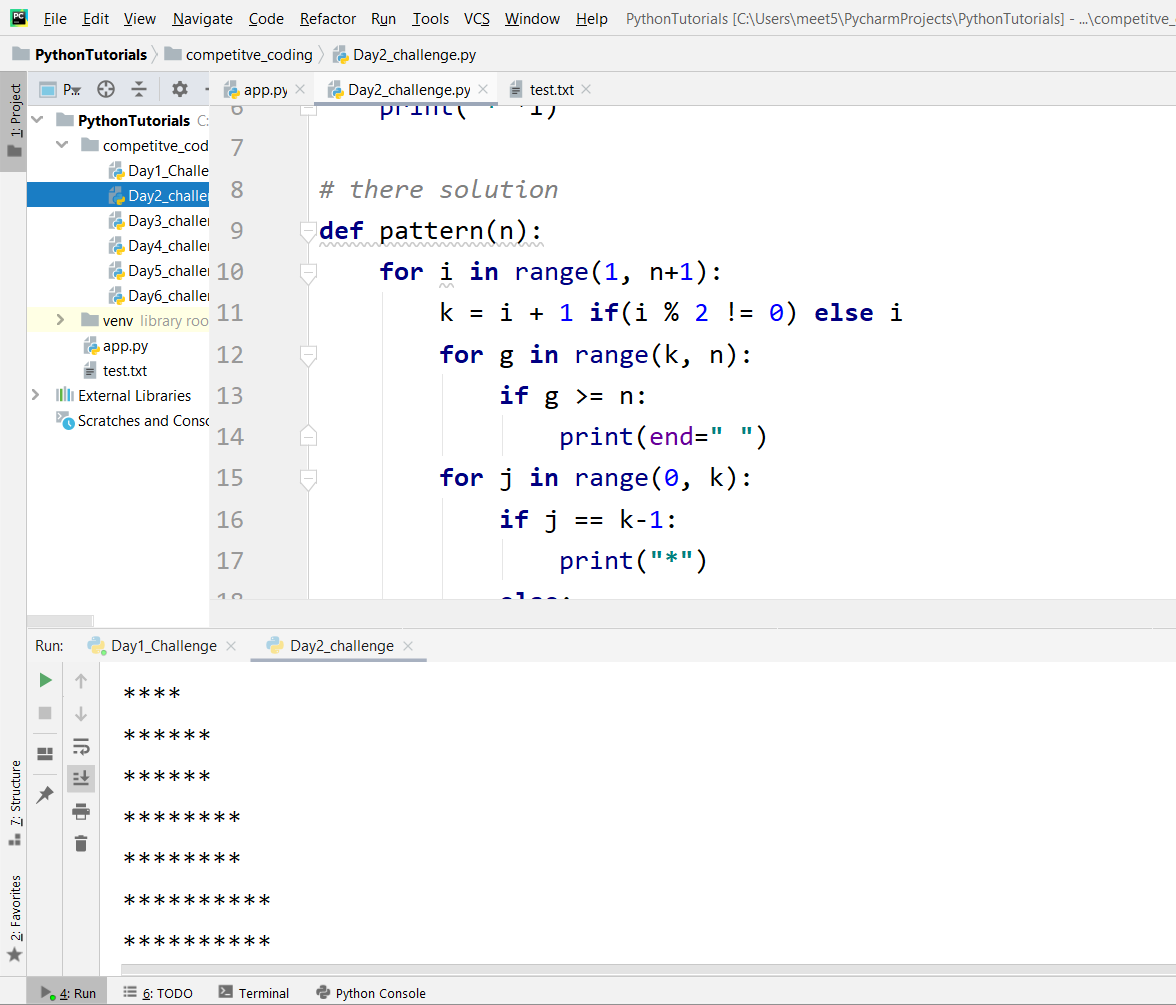 PC File Edit View Navigate Code Refactor Run Tools VCS Window Help PythonTutorials [C:\Users\meet5\PycharmProjects\PythonTutorials] - ...\competitve_
PythonTutorials competitve_coding Day2_challenge.py
1: Project
P... app.py Day2_challenge.py test.txt
PythonTutorials C:
competitve_cod
Day1_Challe
Day2_challe
Day3_challe
Day4_challe
Day5_challe
Day6_challe
venv library roo
app.py
test.txt
External Libraries
Scratches and Conso
6 print( *i)
7
8 # there solution
9 def pattern(n):
10 for i in range(1, n+1):
11 k = i + 1 if(i % 2 != 0) else i
12 for g in range(k, n):
13 if g >= n:
14 print(end=" ")
15 for j in range(0, k):
16 if j == k-1:
17 print("*")
18 else:
Run: Day1_Challenge Day2_challenge
****
******
******
********
********
**********
**********
7: Structure
2: Favorites
4: Run 6: TODO Terminal Python Console